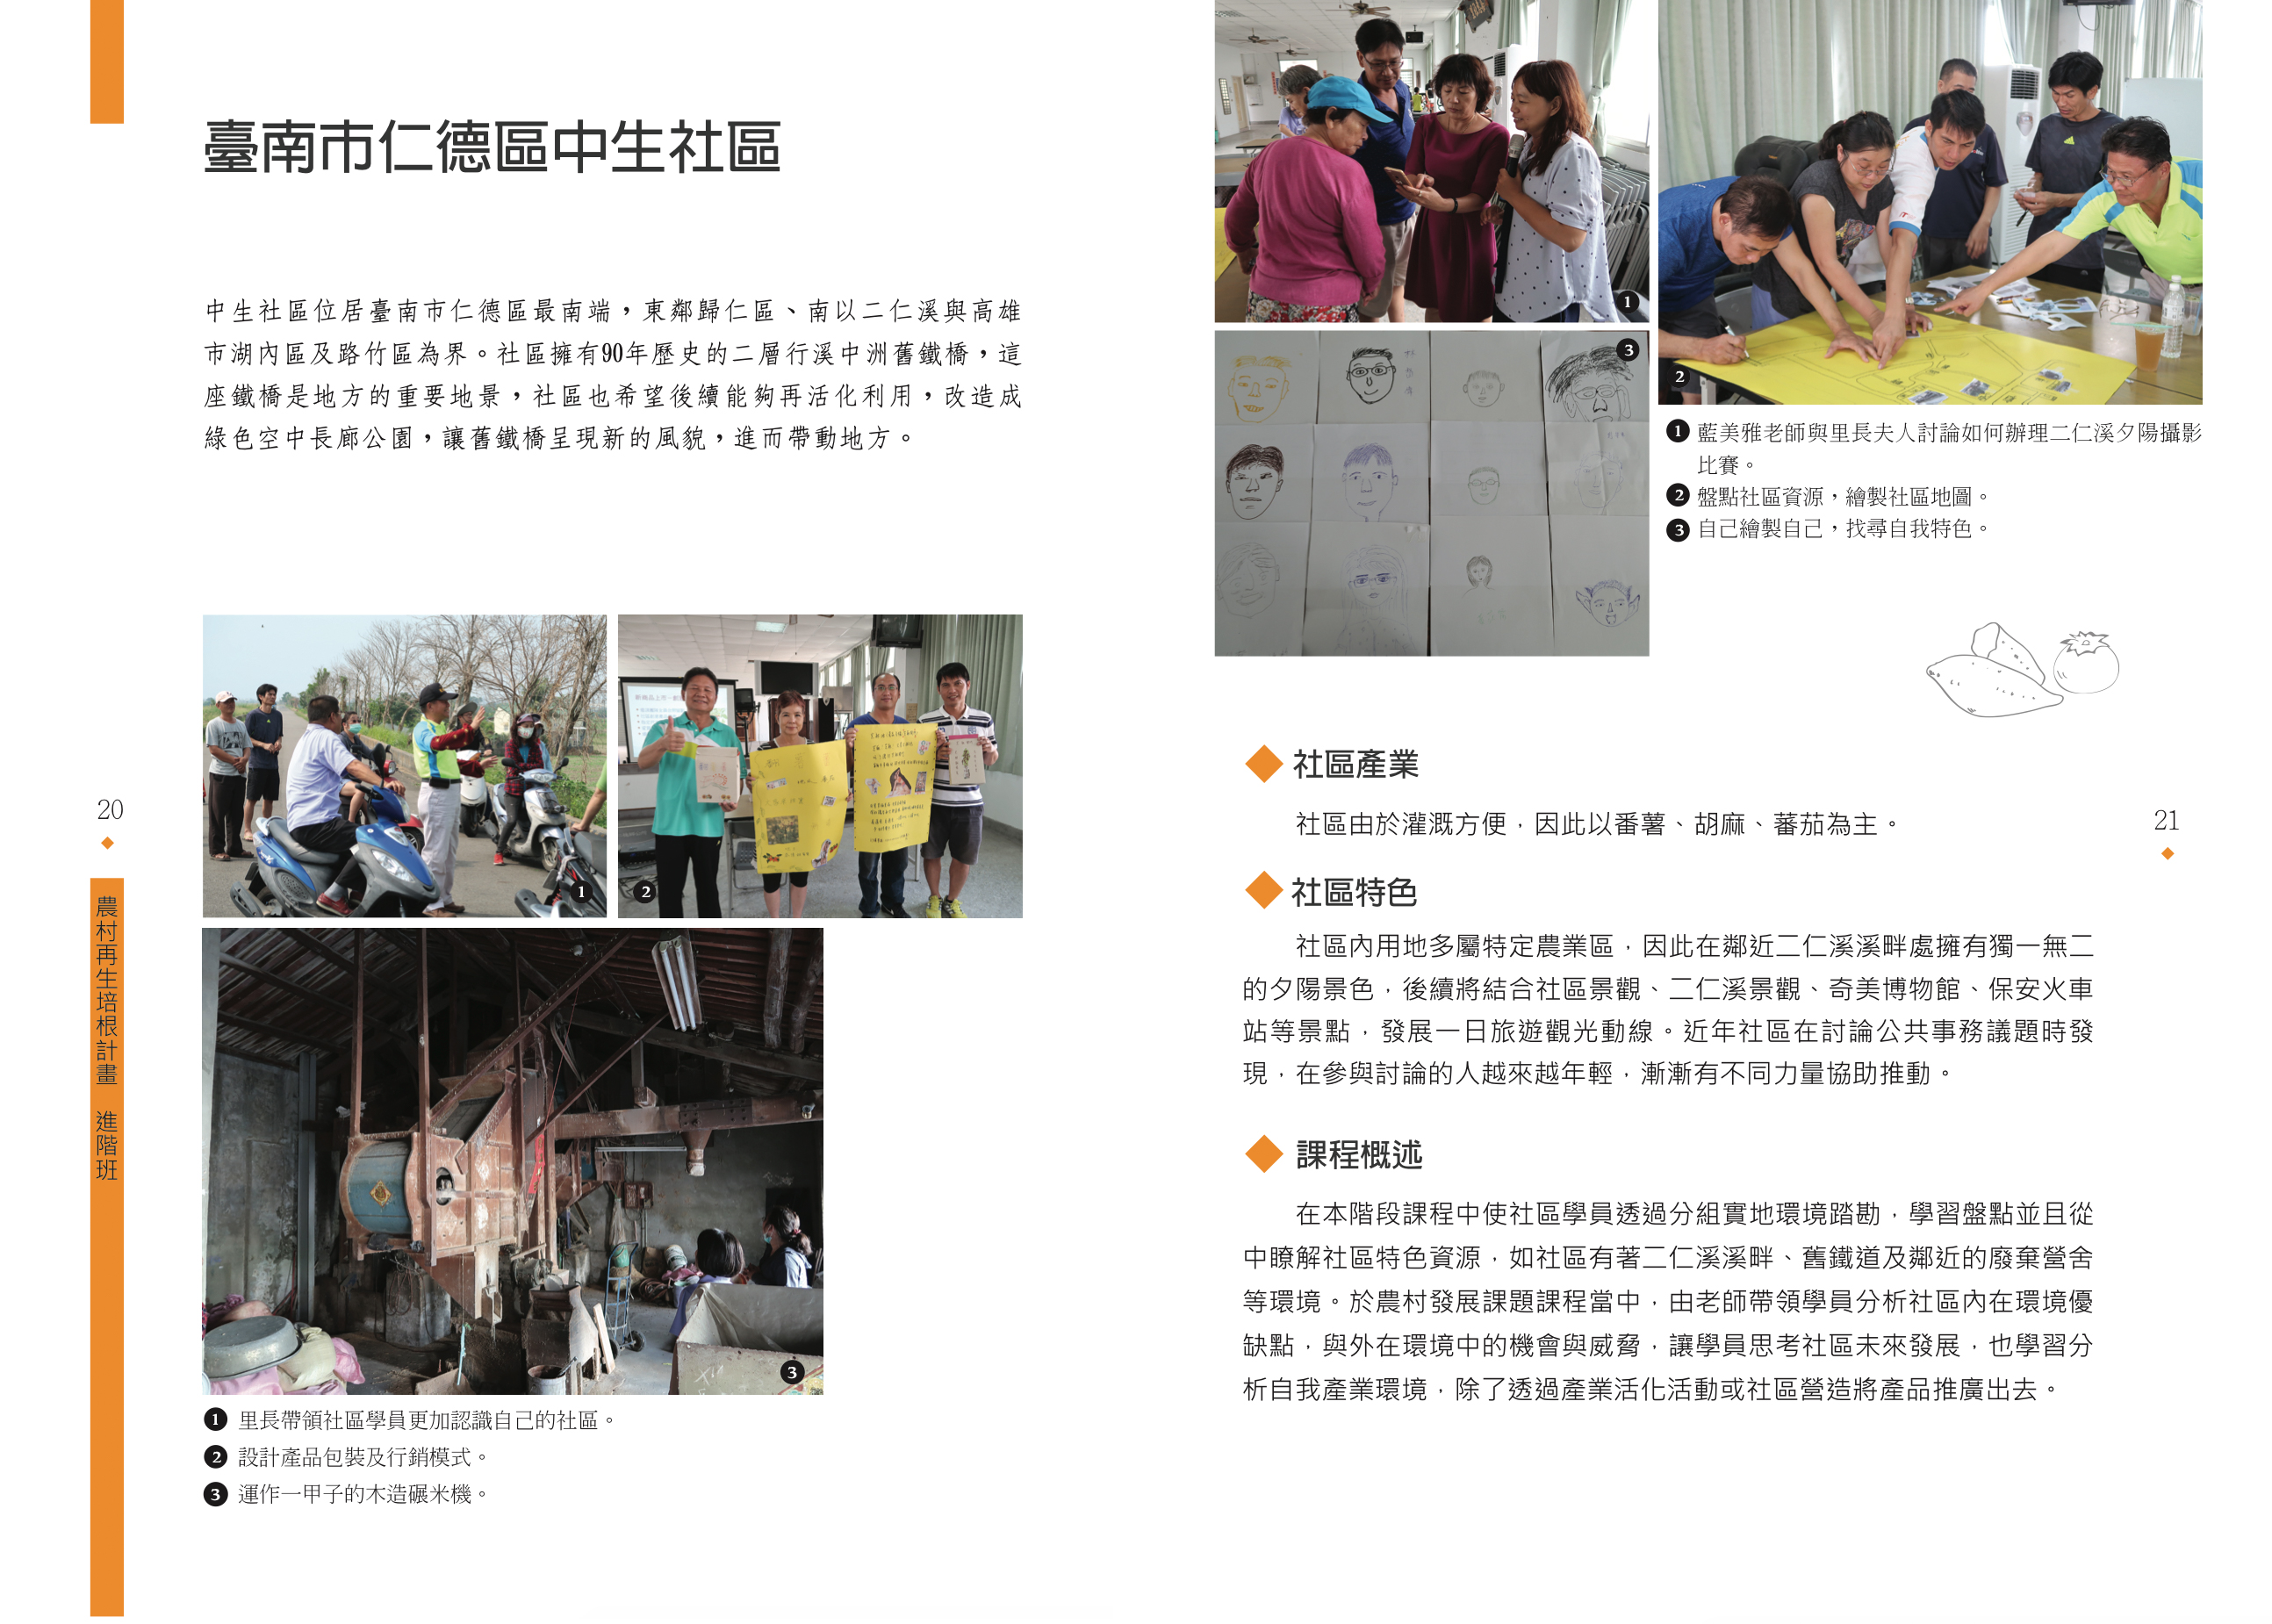 臺南市仁德區中生社區
中生社區位居臺南市仁德區最南端，東鄰歸仁區、南以二仁溪與高雄
市湖內區及路竹區為界。社區擁有90年歷史的二層行溪中洲舊鐵橋，這
座鐵橋是地方的重要地景，社區也希望後續能夠再活化利用，改造成
綠色空中長廊公園，讓舊鐵橋呈現新的風貌，進而帶動地方。
1
2
3
1 里長帶領社區學員更加認識自己的社區。
2 設計產品包裝及行銷模式。
3 運作一甲子的木造碾米機。
20
農村再生培根計畫 進階班
1
2
3
1 藍美雅老師與里長夫人討論如何辦理二仁溪夕陽攝影
比賽。
2 盤點社區資源，繪製社區地圖。
3 自己繪製自己，找尋自我特色。
社區產業
社區由於灌溉方便，因此以番薯、胡麻、蕃茄為主。
社區特色
社區內用地多屬特定農業區，因此在鄰近二仁溪溪畔處擁有獨一無二
的夕陽景色，後續將結合社區景觀、二仁溪景觀、奇美博物館、保安火車
站等景點，發展一日旅遊觀光動線。近年社區在討論公共事務議題時發
現，在參與討論的人越來越年輕，漸漸有不同力量協助推動。
課程概述
在本階段課程中使社區學員透過分組實地環境踏勘，學習盤點並且從
中瞭解社區特色資源，如社區有著二仁溪溪畔、舊鐵道及鄰近的廢棄營舍
等環境。於農村發展課題課程當中，由老師帶領學員分析社區內在環境優
缺點，與外在環境中的機會與威脅，讓學員思考社區未來發展，也學習分
析自我產業環境，除了透過產業活化活動或社區營造將產品推廣出去。
21